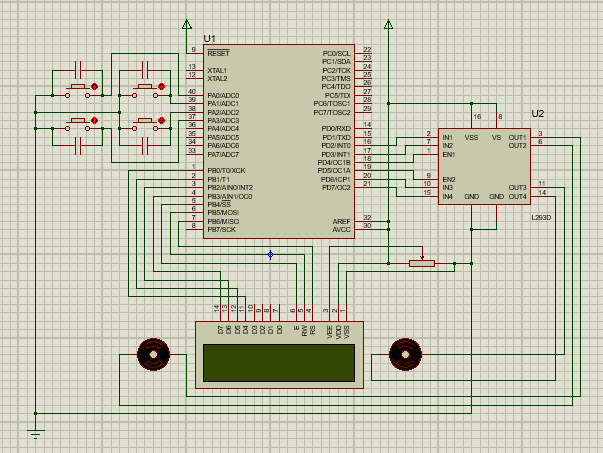 U1
9 RESET PC0/SCL 22
PC1/SDA 23
13 XTAL1 PC2/TCK 24
12 XTAL2 PC3/TMS 25
PC4/TDO 26
40 PA0/ADC0 PC5/TDI 27
39 PA1/ADC1 PC6/TOSC1 28
38 PA2/ADC2 PC7/TOSC2 29
37 PA3/ADC3
36 PA4/ADC4 PD0/RXD 14
35 PA5/ADC5 PD1/TXD 15
34 PA6/ADC6 PD2/INT0 16
33 PA7/ADC7 PD3/INT1 17
PD4/OC1B 18
1 PB0/T0/XCK PD5/OC1A 19
2 PB1/T1 PD6/ICP1 20
3 PB2/AIN0/INT2 PD7/OC2 21
4 PB3/AIN1/OC0
5 PB4/SS
6 PB5/MOSI
7 PB6/MISO AREF 32
8 PB7/SCK AVCC 30
U2
16 8
2 IN1 VSS VS OUT1 3
7 IN2 OUT2 6
1 EN1
9 EN2
10 IN3 OUT3 11
15 IN4 GND GND OUT4 14
L293D
14 13 12 11 10 9 8 7 6 5 4 3 2 1
D7 D6 D5 D4 D3 D2 D1 D0 E RW RS VEE VDD VSS